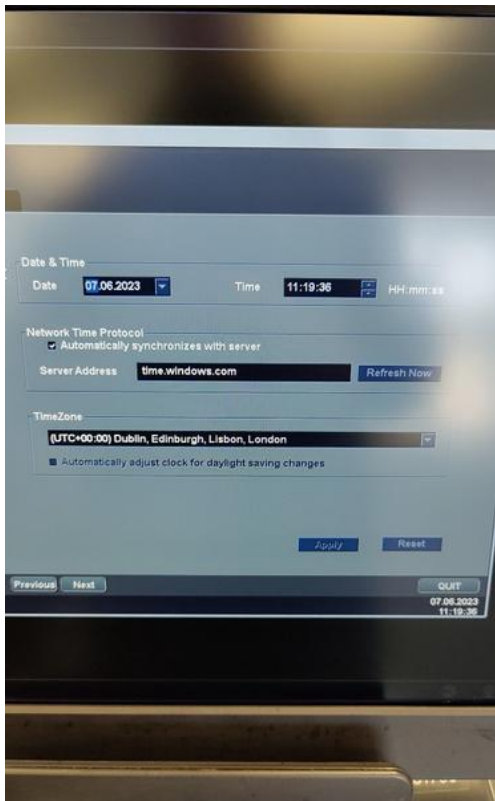 Date & Time
Date 07.06.2023 Time 11:19:36 HH:mm:ss
Network Time Protocol
Automatically synchronizes with server
Server Address time.windows.com Refresh Now
TimeZone
(UTC+00:00) Dublin, Edinburgh, Lisbon, London
Automatically adjust clock for daylight saving changes
Apply Reset
Previous Next QUIT
07.06.2023
11:19:36